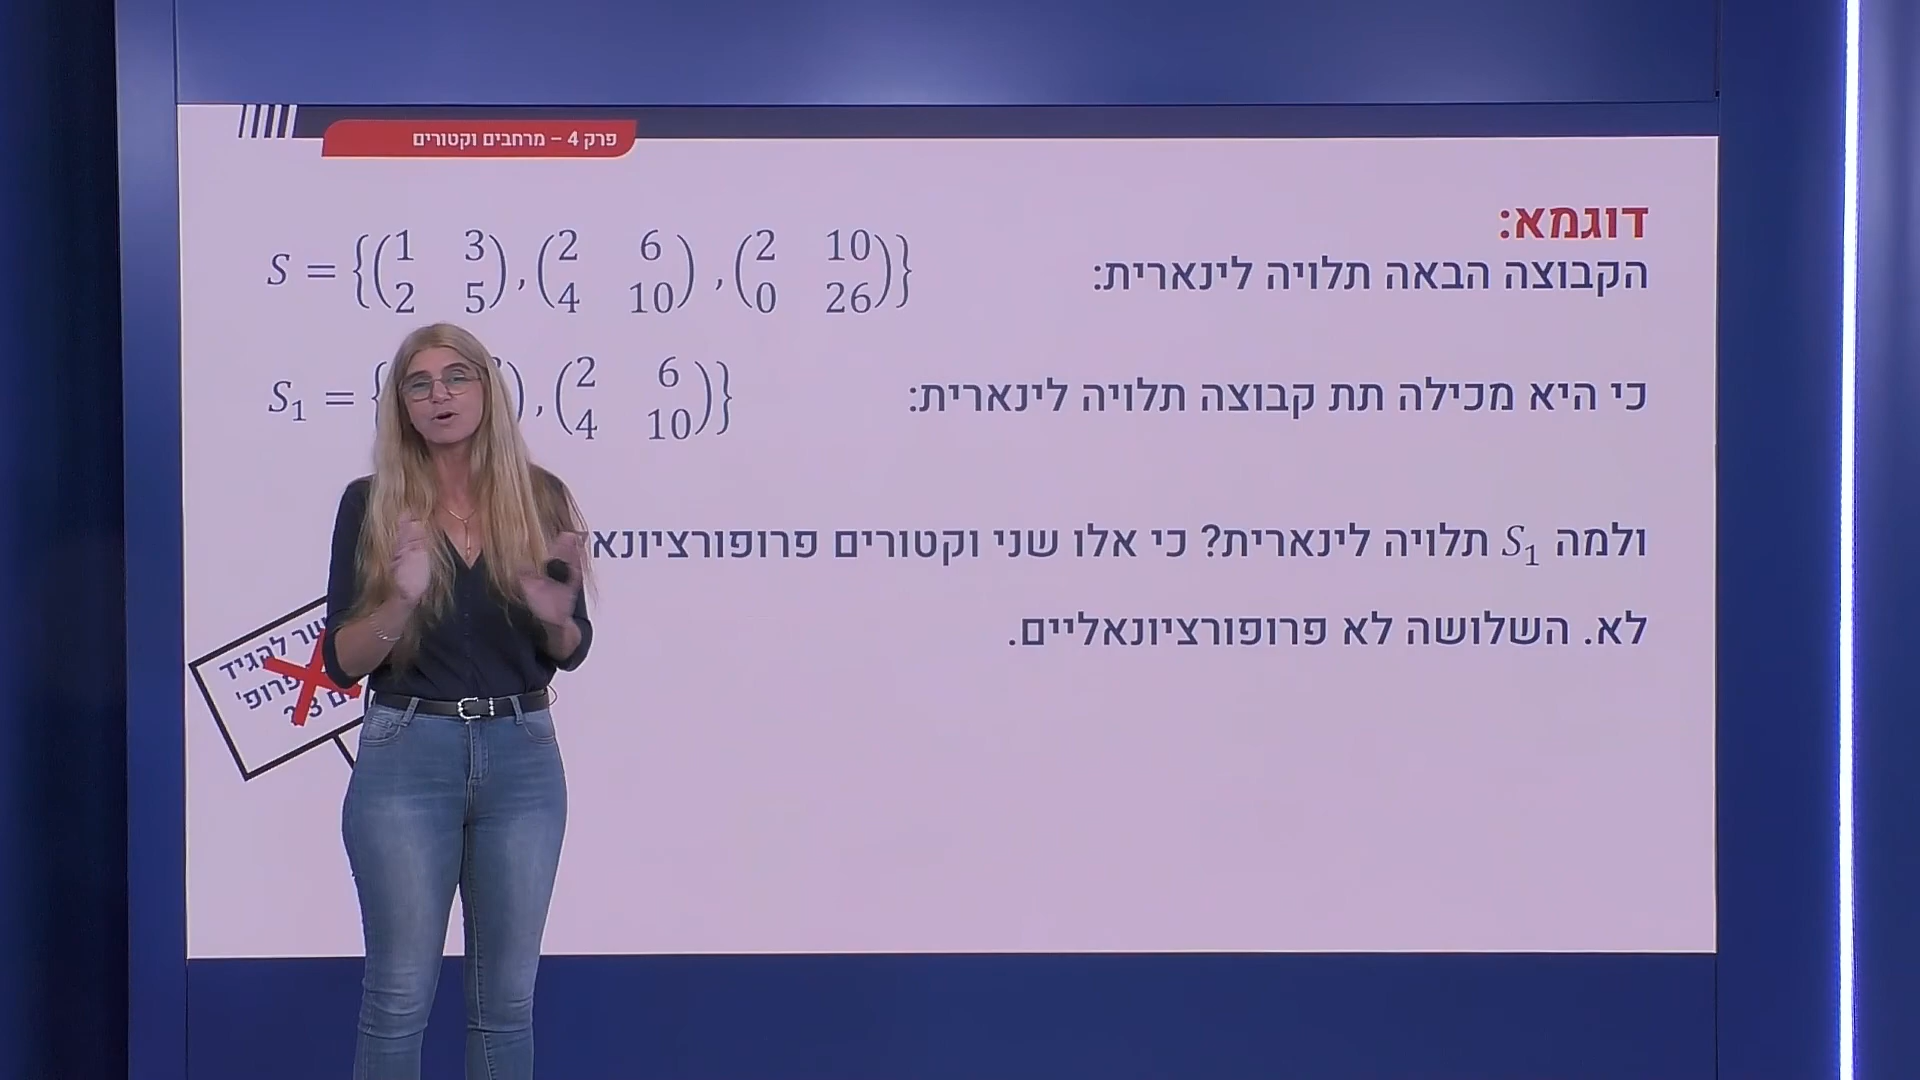 פרק 4 – מרחבים וקטורים
דוגמא:
הקבוצה הבאה תלויה לינארית: S = {(1 3 2 5), (2 6 4 10), (2 10 0 26)}
כי היא מכילה תת קבוצה תלויה לינארית: S₁ = { ), (2 6 4 10)}
ולמה S₁ תלויה לינארית? כי אלו שני וקטורים
לא. השלושה לא פרופורציונאליים.
להגיד